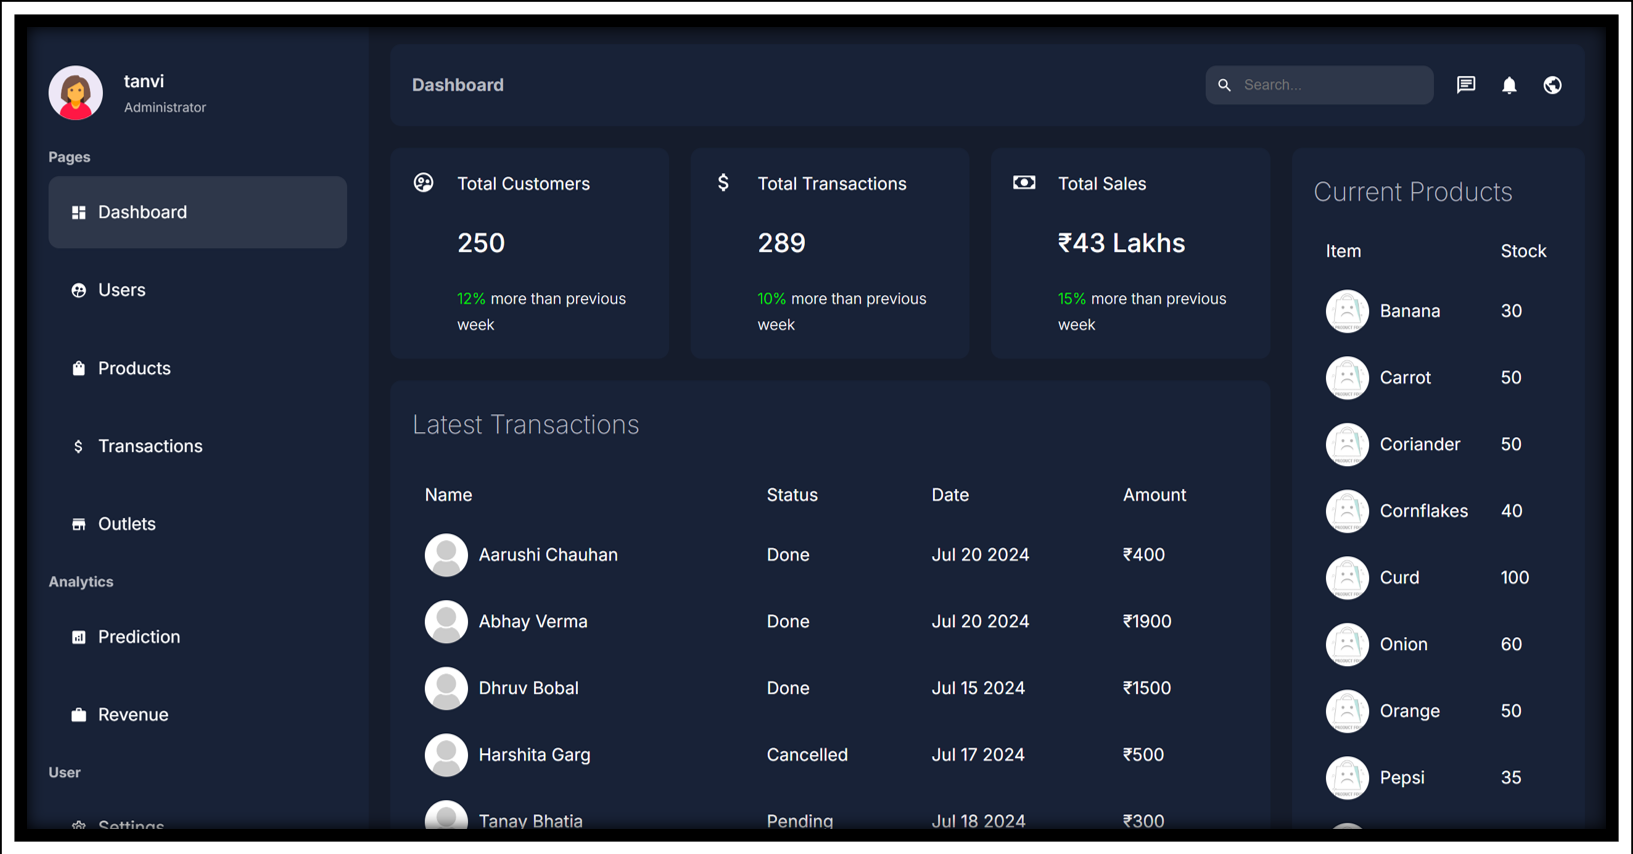 tanvi
Administrator
Pages
Dashboard
Users
Products
Transactions
Outlets
Analytics
Prediction
Revenue
User
Settings
Dashboard
Search...
Total Customers
250
12% more than previous
week
Total Transactions
289
10% more than previous
week
Total Sales
₹43 Lakhs
15% more than previous
week
Latest Transactions
Name Status Date Amount
Aarushi Chauhan Done Jul 20 2024 ₹400
Abhay Verma Done Jul 20 2024 ₹1900
Dhruv Bobal Done Jul 15 2024 ₹1500
Harshita Garg Cancelled Jul 17 2024 ₹500
Tanay Bhatia Pending Jul 18 2024 ₹300
Current Products
Item Stock
Banana 30
Carrot 50
Coriander 50
Cornflakes 40
Curd 100
Onion 60
Orange 50
Pepsi 35